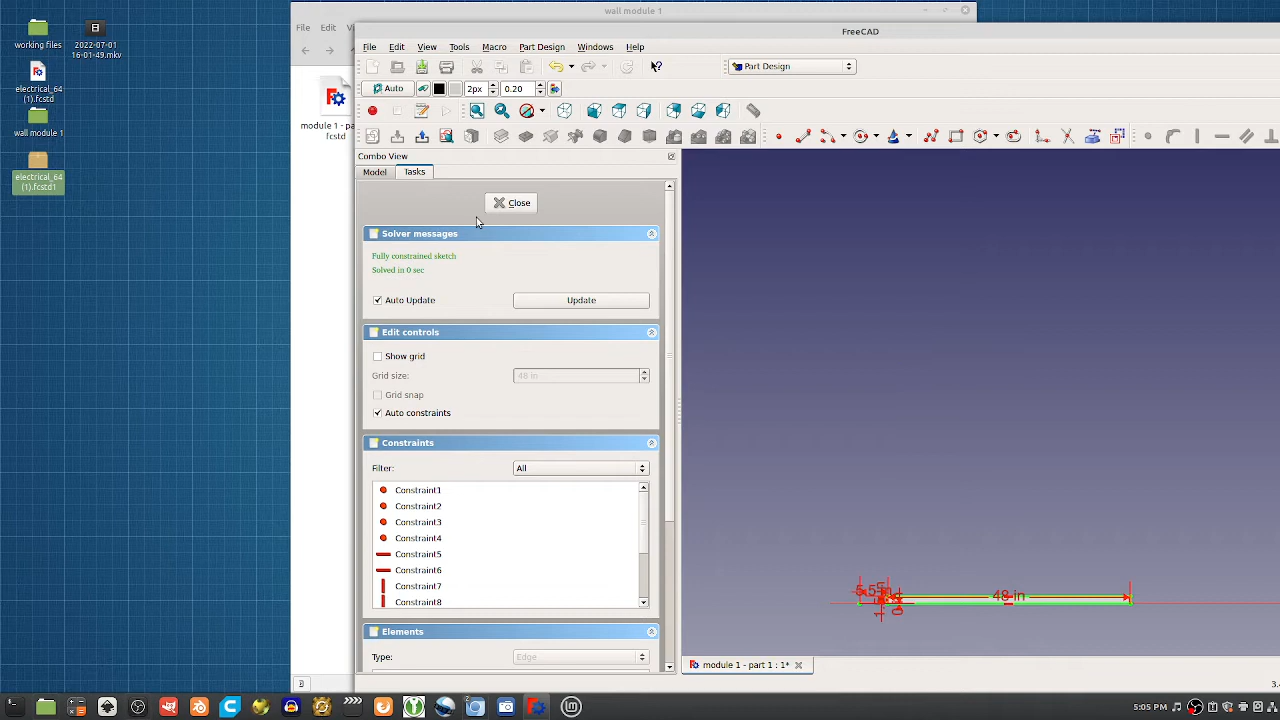 working files
2022-07-01
16-01-49.mkv
electrical_64
(1).fcstd
wall module 1
electrical_64
(1).fcstd1
wall module 1
File Edit
module 1 - pa
fcstd
FreeCAD
File Edit View Tools Macro Part Design Windows Help
Part Design
Auto 2px 0.20
Combo View
Model Tasks
Close
Solver messages
Fully constrained sketch
Solved in 0 sec
Auto Update Update
Edit controls
Show grid
Grid size: 48 in
Grid snap
Auto constraints
Constraints
Filter: All
Constraint1
Constraint2
Constraint3
Constraint4
Constraint5
Constraint6
Constraint7
Constraint8
Elements
Type: Edge
48 in
module 1 - part 1 : 1*
5:05 PM